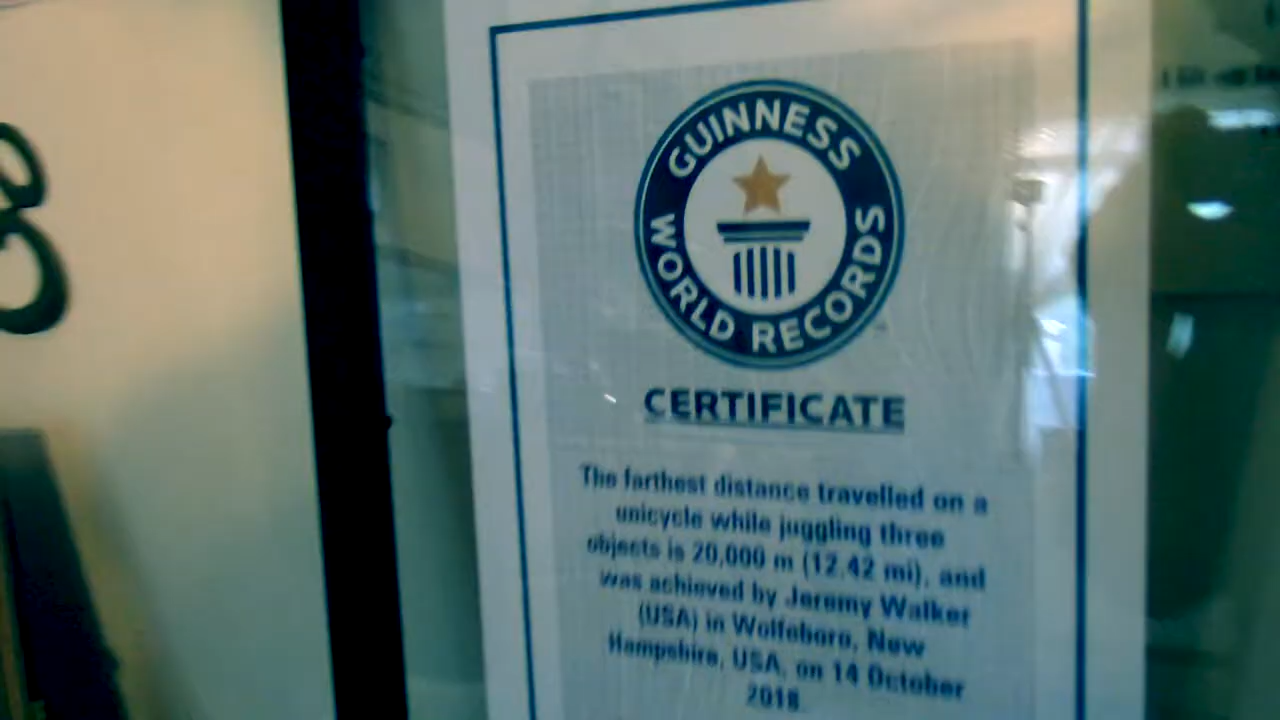 GUINNESS
WORLD RECORDS
CERTIFICATE
The farthest distance travelled on a
unicycle while juggling three
objects is 20,000 m (12.42 mi), and
was achieved by Jeremy Walker
(USA) in Wolfeboro, New
Hampshire, USA, on 14 October
2018